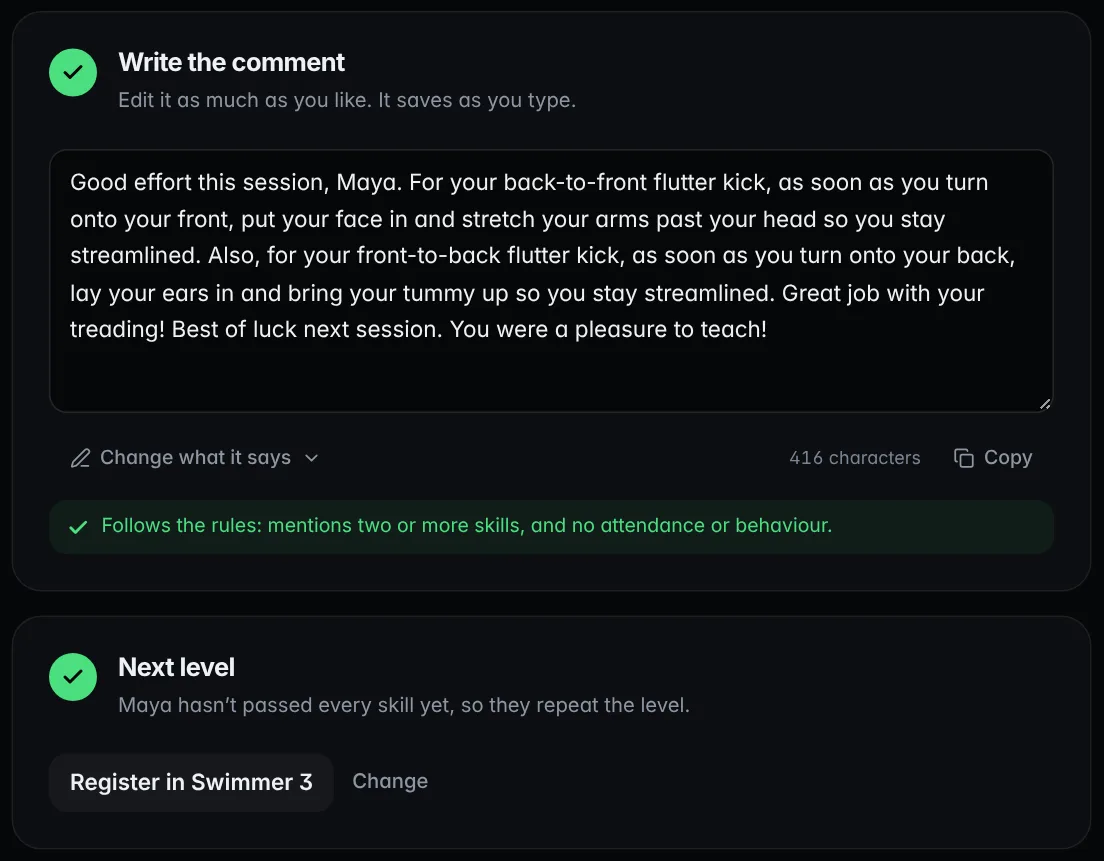 Write the comment
Edit it as much as you like. It saves as you type.
Good effort this session, Maya. For your back-to-front flutter kick, as soon as you turn
onto your front, put your face in and stretch your arms past your head so you stay
streamlined. Also, for your front-to-back flutter kick, as soon as you turn onto your back,
lay your ears in and bring your tummy up so you stay streamlined. Great job with your
treading! Best of luck next session. You were a pleasure to teach!
Change what it says
416 characters
Copy
Follows the rules: mentions two or more skills, and no attendance or behaviour.
Next level
Maya hasn’t passed every skill yet, so they repeat the level.
Register in Swimmer 3
Change